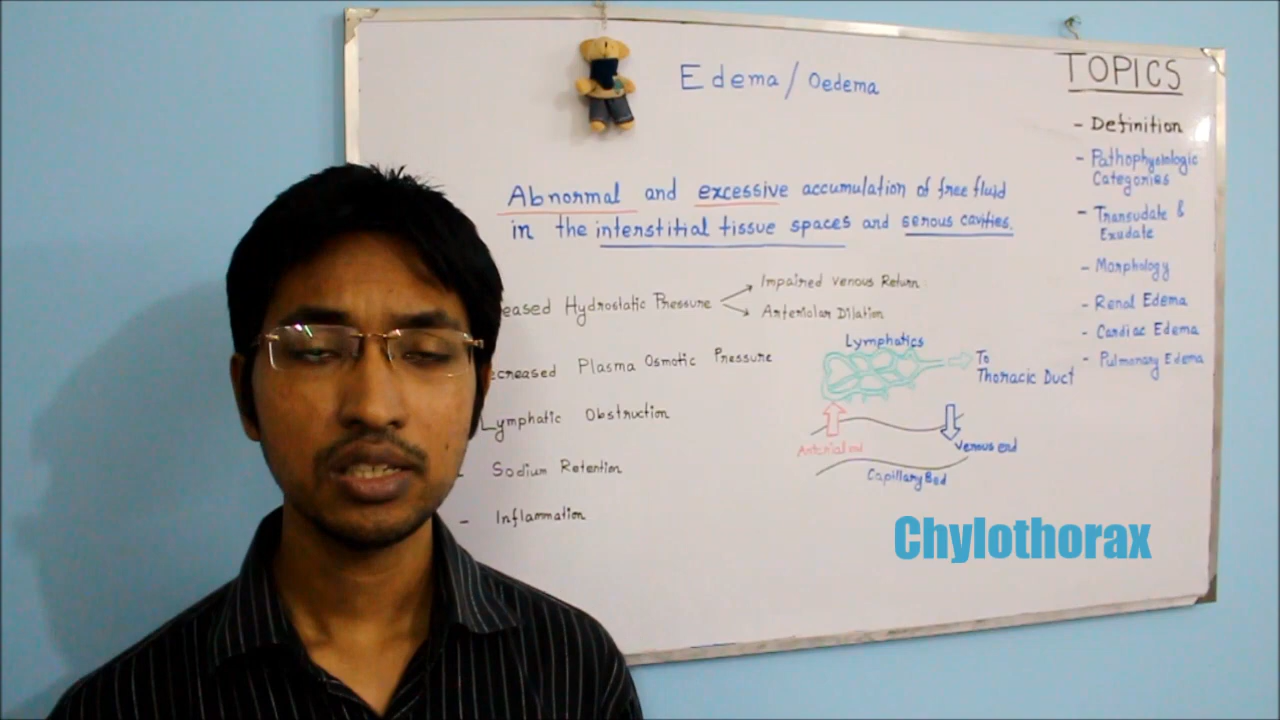 Edema / Oedema
Abnormal and excessive accumulation of free fluid
in the interstitial tissue spaces and serous cavities.
eased Hydrostatic Pressure
Impaired Venous Return
Arteriolar Dilation
ecreased Plasma Osmotic Pressure
Lymphatic Obstruction
- Sodium Retention
- Inflammation
Lymphatics
To
Thoracic Duct
Arterial end
Venous end
Capillary Bed
Chylothorax
TOPICS
- Definition
- Pathophysiologic
Categories
- Transudate &
Exudate
- Morphology
- Renal Edema
- Cardiac Edema
- Pulmonary Edema